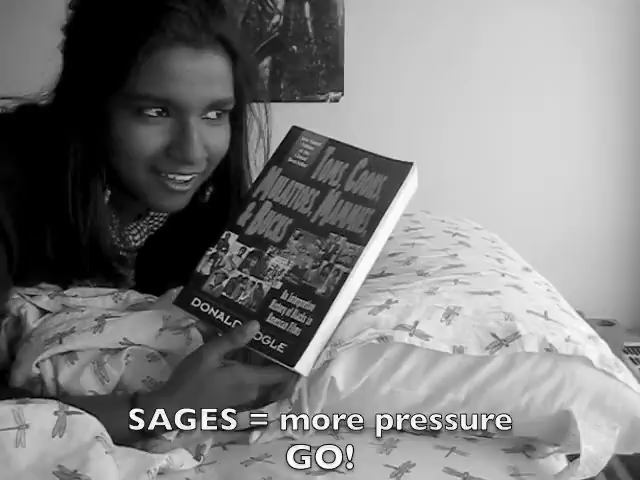 TOMS, COONS,
MULATTOES, MAMMIES,
& BUCKS
An Interpretive
History of Blacks in
American Films
DONALD OGLE
SAGES = more pressure
GO!